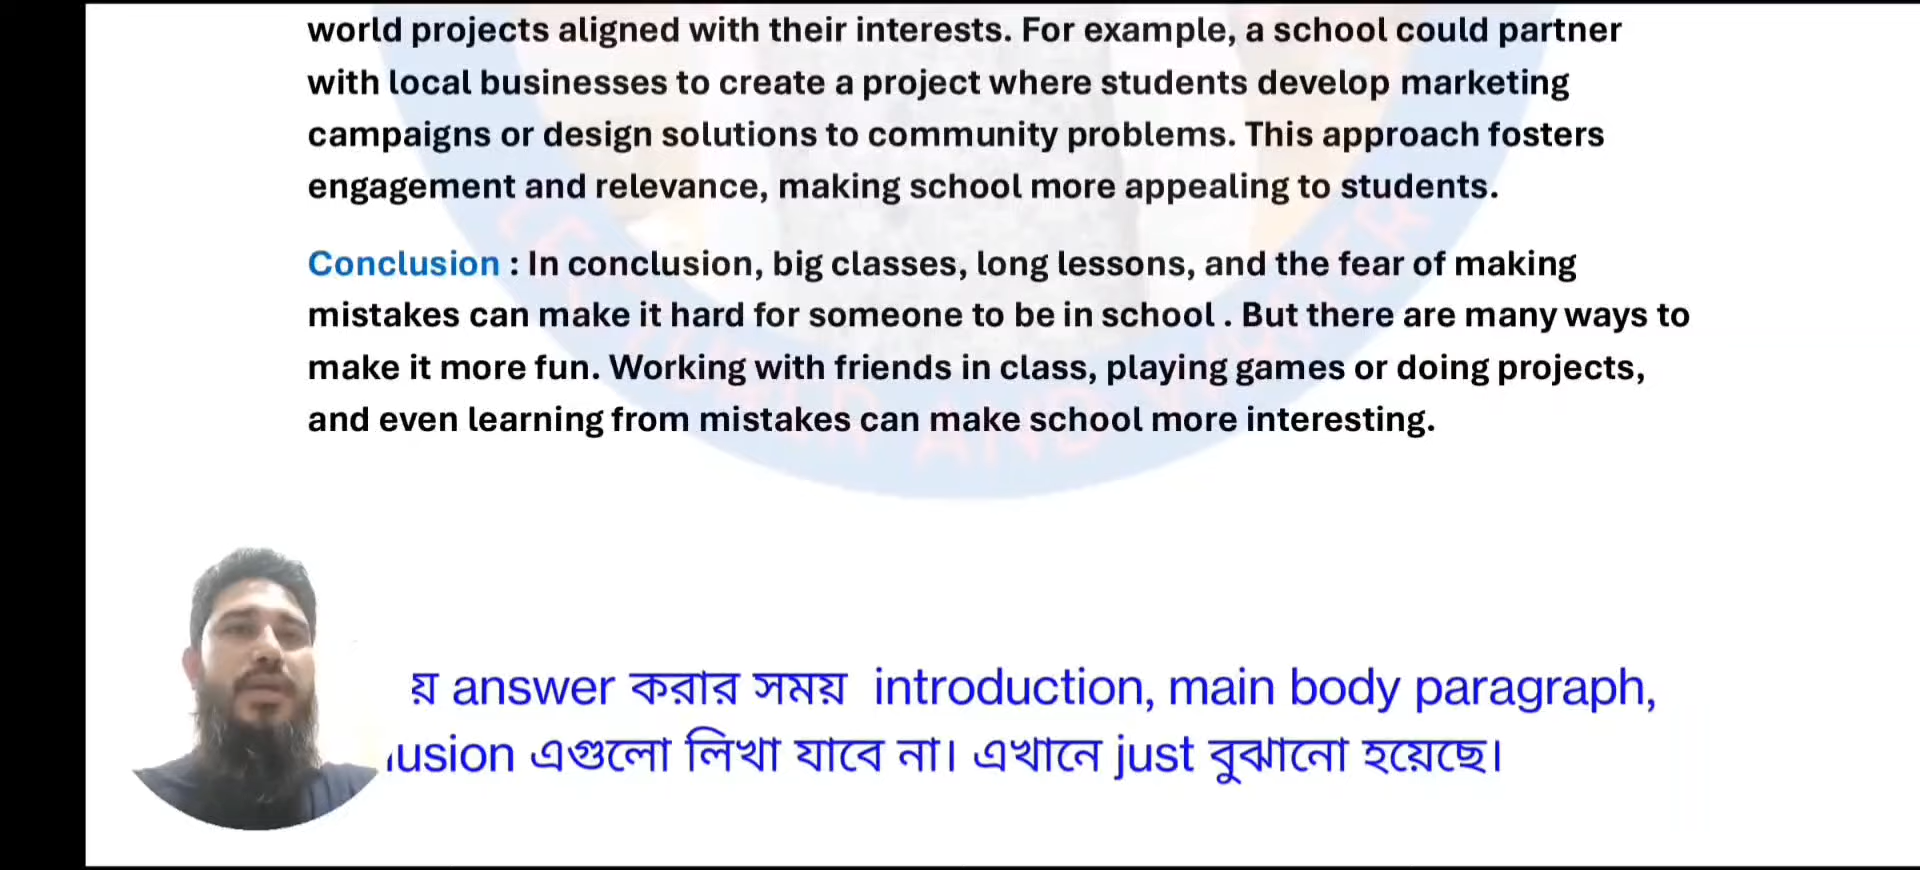 world projects aligned with their interests. For example, a school could partner
with local businesses to create a project where students develop marketing
campaigns or design solutions to community problems. This approach fosters
engagement and relevance, making school more appealing to students.
Conclusion : In conclusion, big classes, long lessons, and the fear of making
mistakes can make it hard for someone to be in school . But there are many ways to
make it more fun. Working with friends in class, playing games or doing projects,
and even learning from mistakes can make school more interesting.
য় answer করার সময় introduction, main body paragraph,
lusion এগুলো লিখা যাবে না। এখানে just বুঝানো হয়েছে।